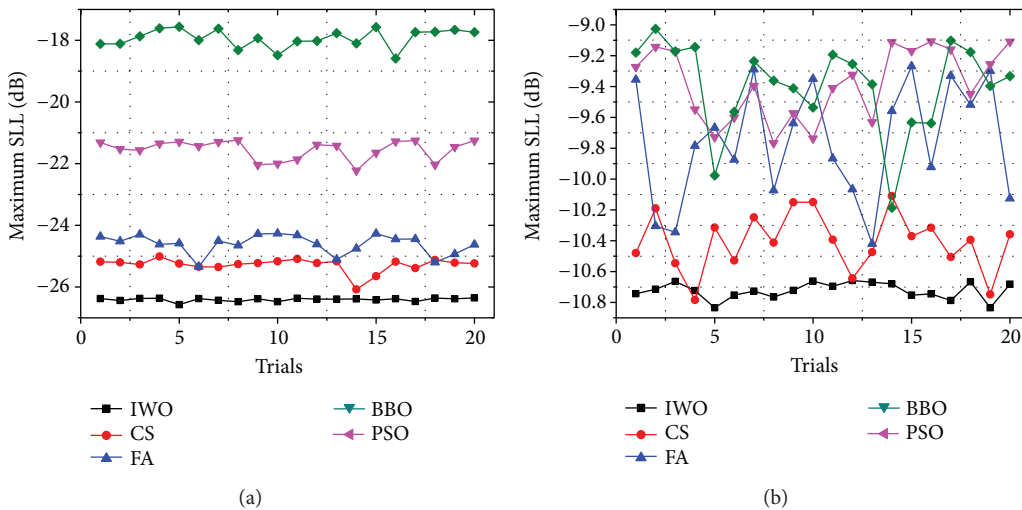 −18
−20
−22
−24
−26
Maximum SLL (dB)
0 5 10 15 20
Trials
IWO
CS
FA
BBO
PSO
(a)
−9.0
−9.2
−9.4
−9.6
−9.8
−10.0
−10.2
−10.4
−10.6
−10.8
Maximum SLL (dB)
0 5 10 15 20
Trials
IWO
CS
FA
BBO
PSO
(b)